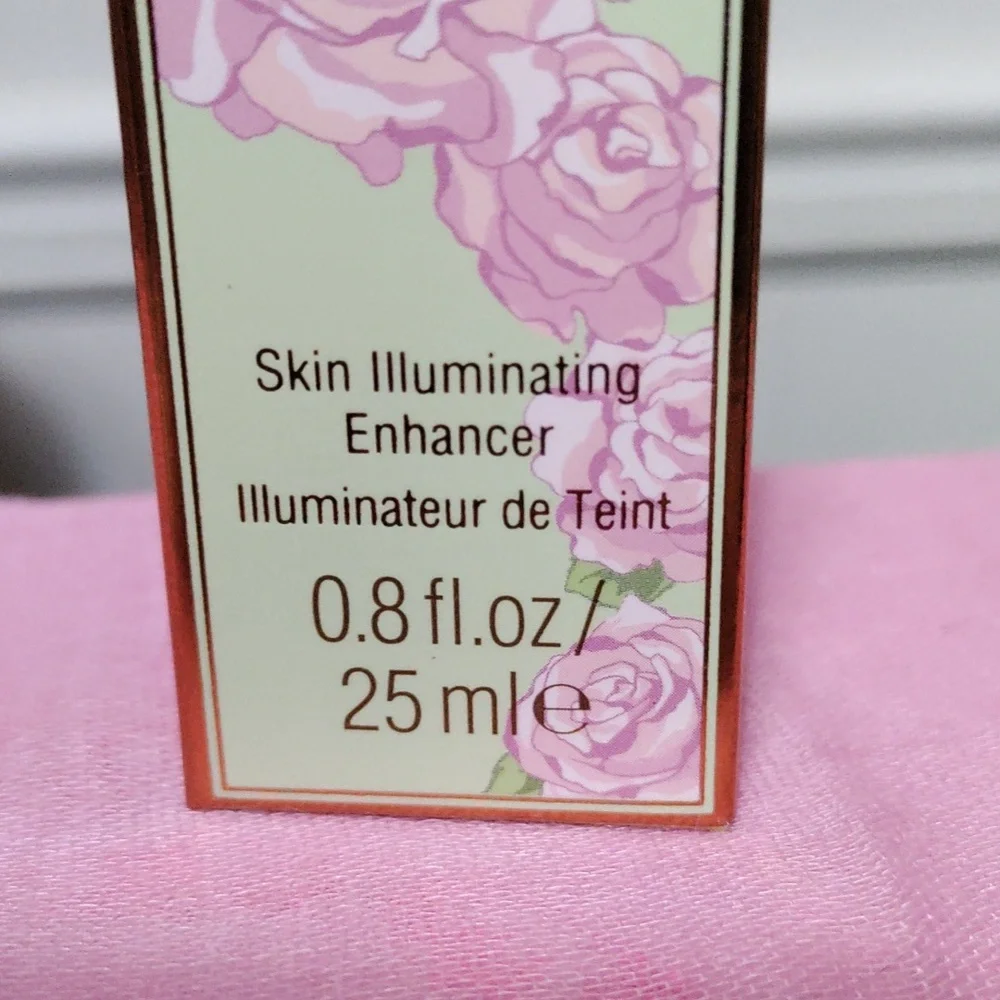 Skin Illuminating
Enhancer
Illuminateur de Teint
0.8 fl.oz/
25 ml℮